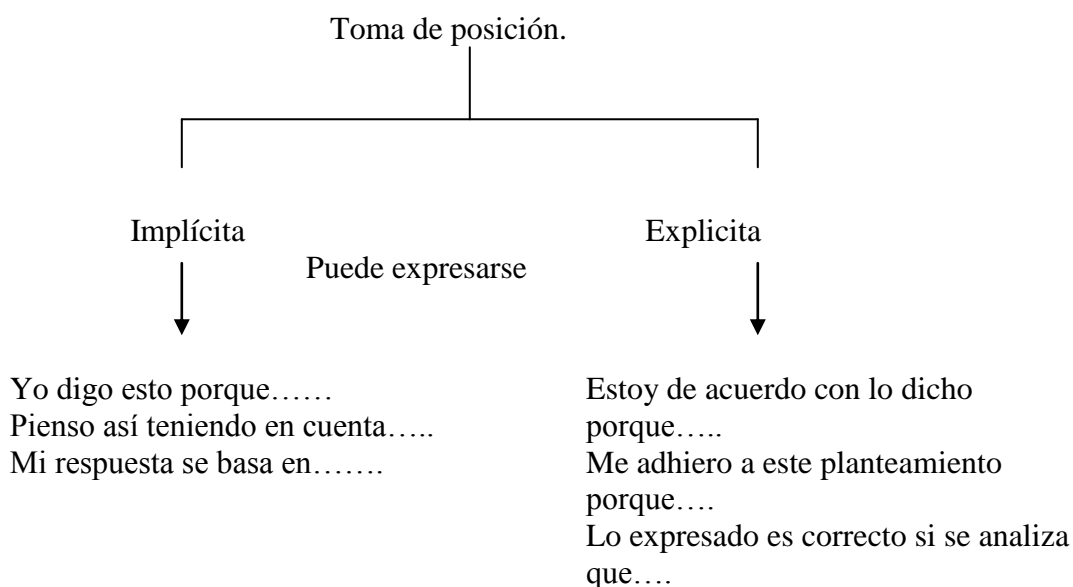 Toma de posición.
Implícita
Explicita
Puede expresarse
Yo digo esto porque……
Pienso así teniendo en cuenta…..
Mi respuesta se basa en…….
Estoy de acuerdo con lo dicho
porque…..
Me adhiero a este planteamiento
porque….
Lo expresado es correcto si se analiza
que….